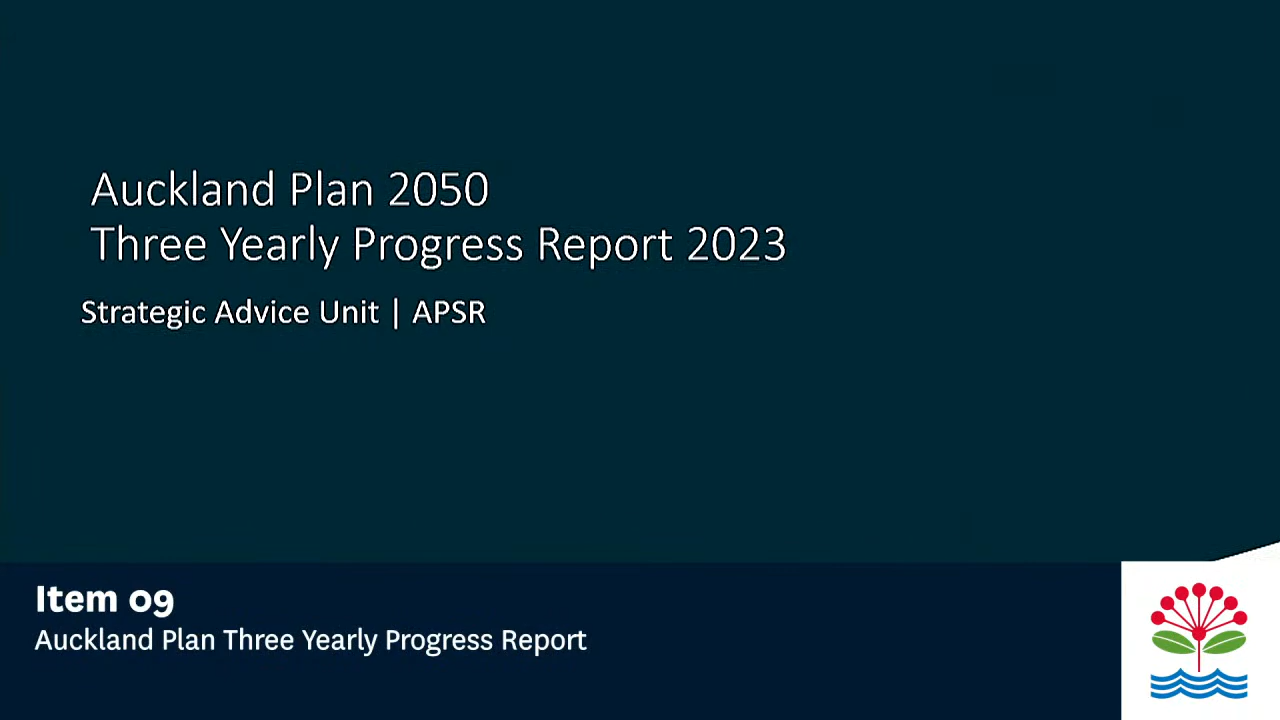 Auckland Plan 2050
Three Yearly Progress Report 2023
Strategic Advice Unit | APSR
Item 09
Auckland Plan Three Yearly Progress Report